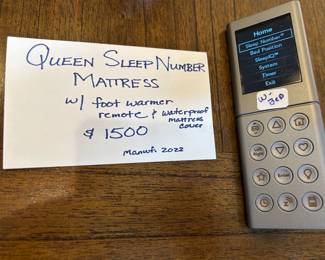 QUEEN SLEEP NUMBER
MATTRESS
w/ foot warmer
remote & waterproof
mattress
cover
$ 1500
Manuf. 2022
Home
Sleep Number®
Bed Position
SleepIQ®
System
Timer
Exit
W/
BED
Enter